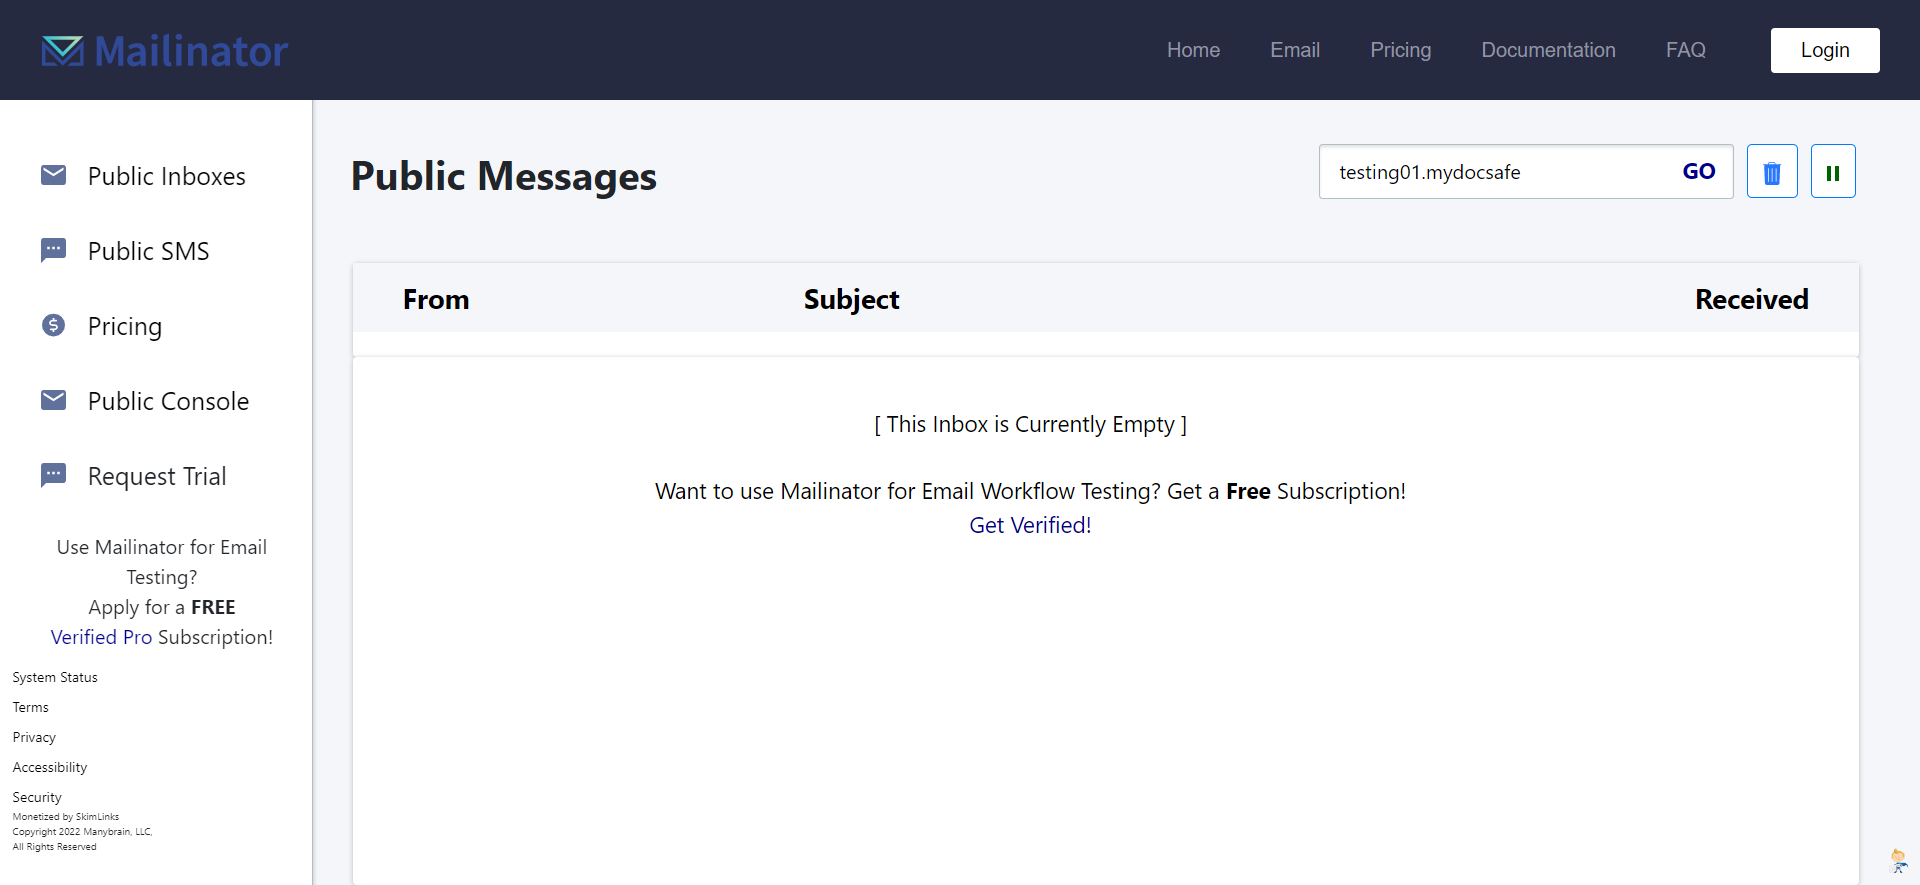 Mailinator
Home Email Pricing Documentation FAQ Login
Public Inboxes
Public SMS
Pricing
Public Console
Request Trial
Use Mailinator for Email
Testing?
Apply for a FREE
Verified Pro Subscription!
System Status
Terms
Privacy
Accessibility
Security
Monetized by SkimLinks
Copyright 2022 Manybrain, LLC,
All Rights Reserved
Public Messages
testing01.mydocsafe GO
From Subject Received
[ This Inbox is Currently Empty ]
Want to use Mailinator for Email Workflow Testing? Get a Free Subscription!
Get Verified!